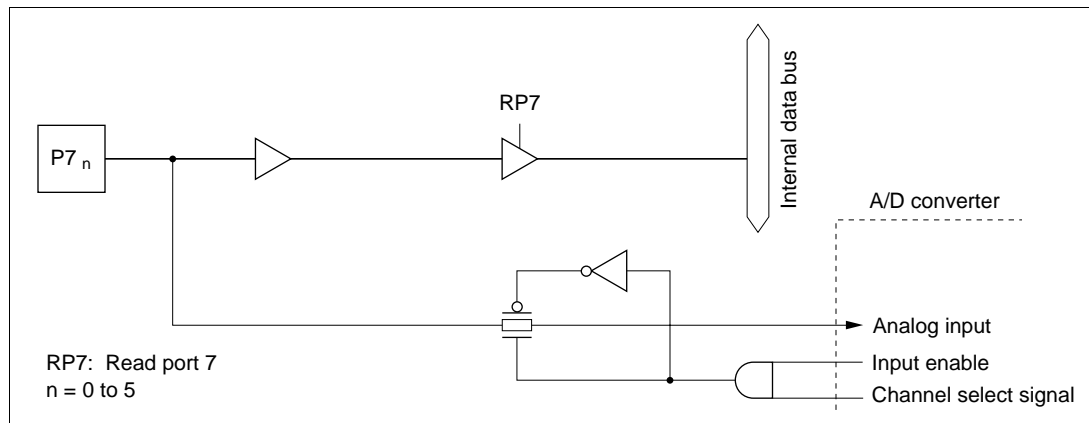 RP7
P7 n
Internal data bus
A/D converter
Analog input
Input enable
Channel select signal
RP7: Read port 7
n = 0 to 5